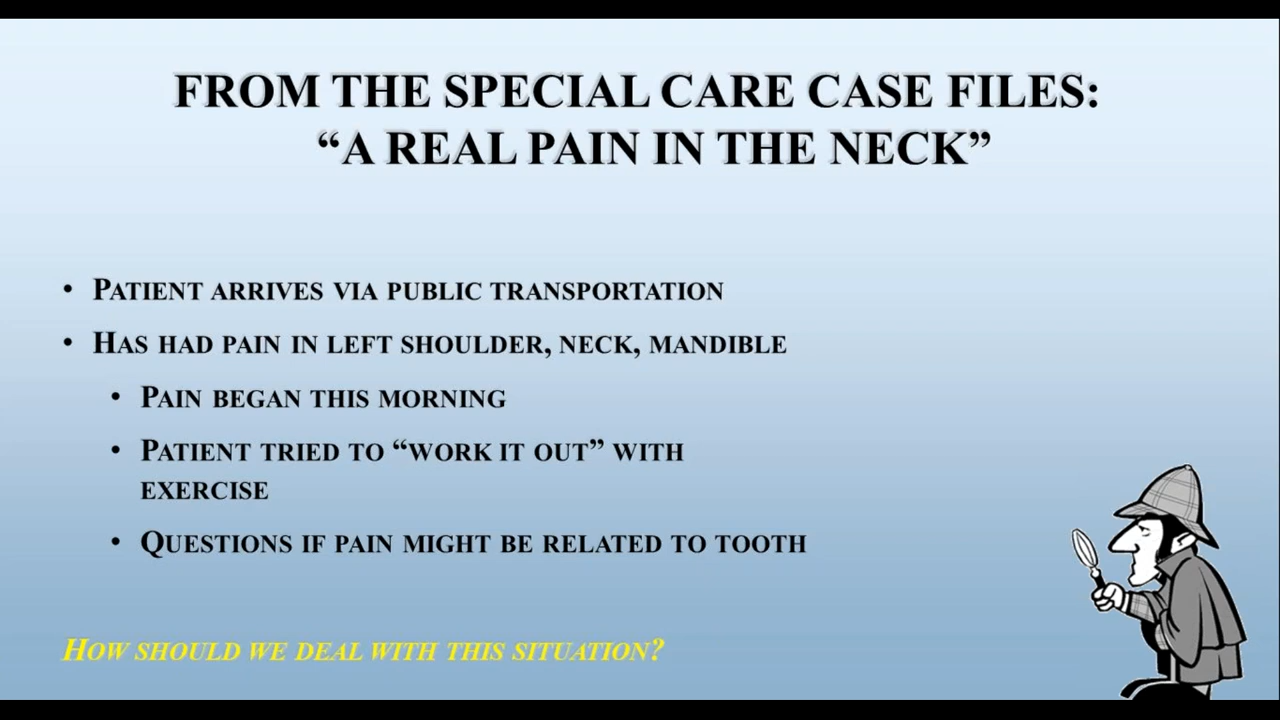 FROM THE SPECIAL CARE CASE FILES:
“A REAL PAIN IN THE NECK”
• PATIENT ARRIVES VIA PUBLIC TRANSPORTATION
• HAS HAD PAIN IN LEFT SHOULDER, NECK, MANDIBLE
• PAIN BEGAN THIS MORNING
• PATIENT TRIED TO “WORK IT OUT” WITH
EXERCISE
• QUESTIONS IF PAIN MIGHT BE RELATED TO TOOTH
HOW SHOULD WE DEAL WITH THIS SITUATION?